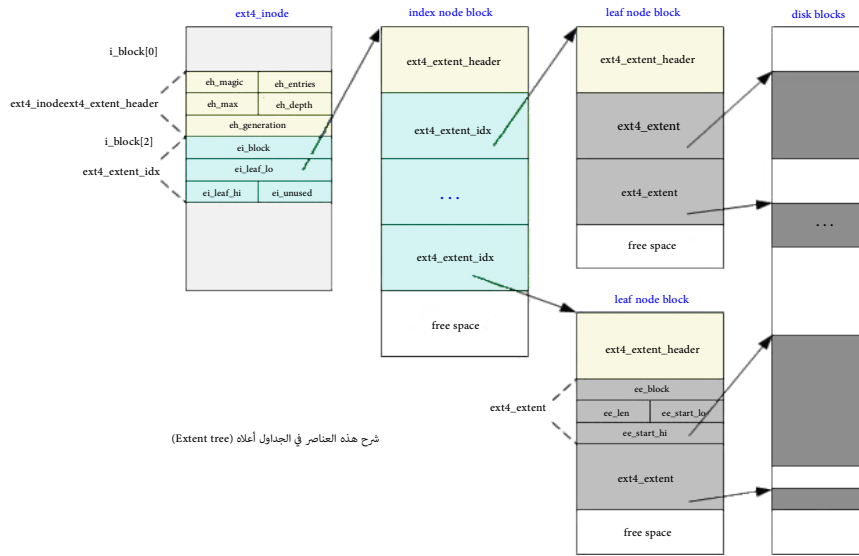 ext4_inode
i_block[0]
eh_magic
eh_entries
ext4_inodeext4_extent_header
eh_max
eh_depth
eh_generation
i_block[2]
ei_block
ext4_extent_idx
ei_leaf_lo
ei_leaf_hi
ei_unused
index node block
ext4_extent_header
ext4_extent_idx
...
ext4_extent_idx
free space
leaf node block
ext4_extent_header
ext4_extent
ext4_extent
free space
leaf node block
ext4_extent_header
ee_block
ext4_extent
ee_len
ee_start_lo
ee_start_hi
ext4_extent
free space
disk blocks
...
شرح هذه العناصر في الجداول أعلاه (Extent tree)